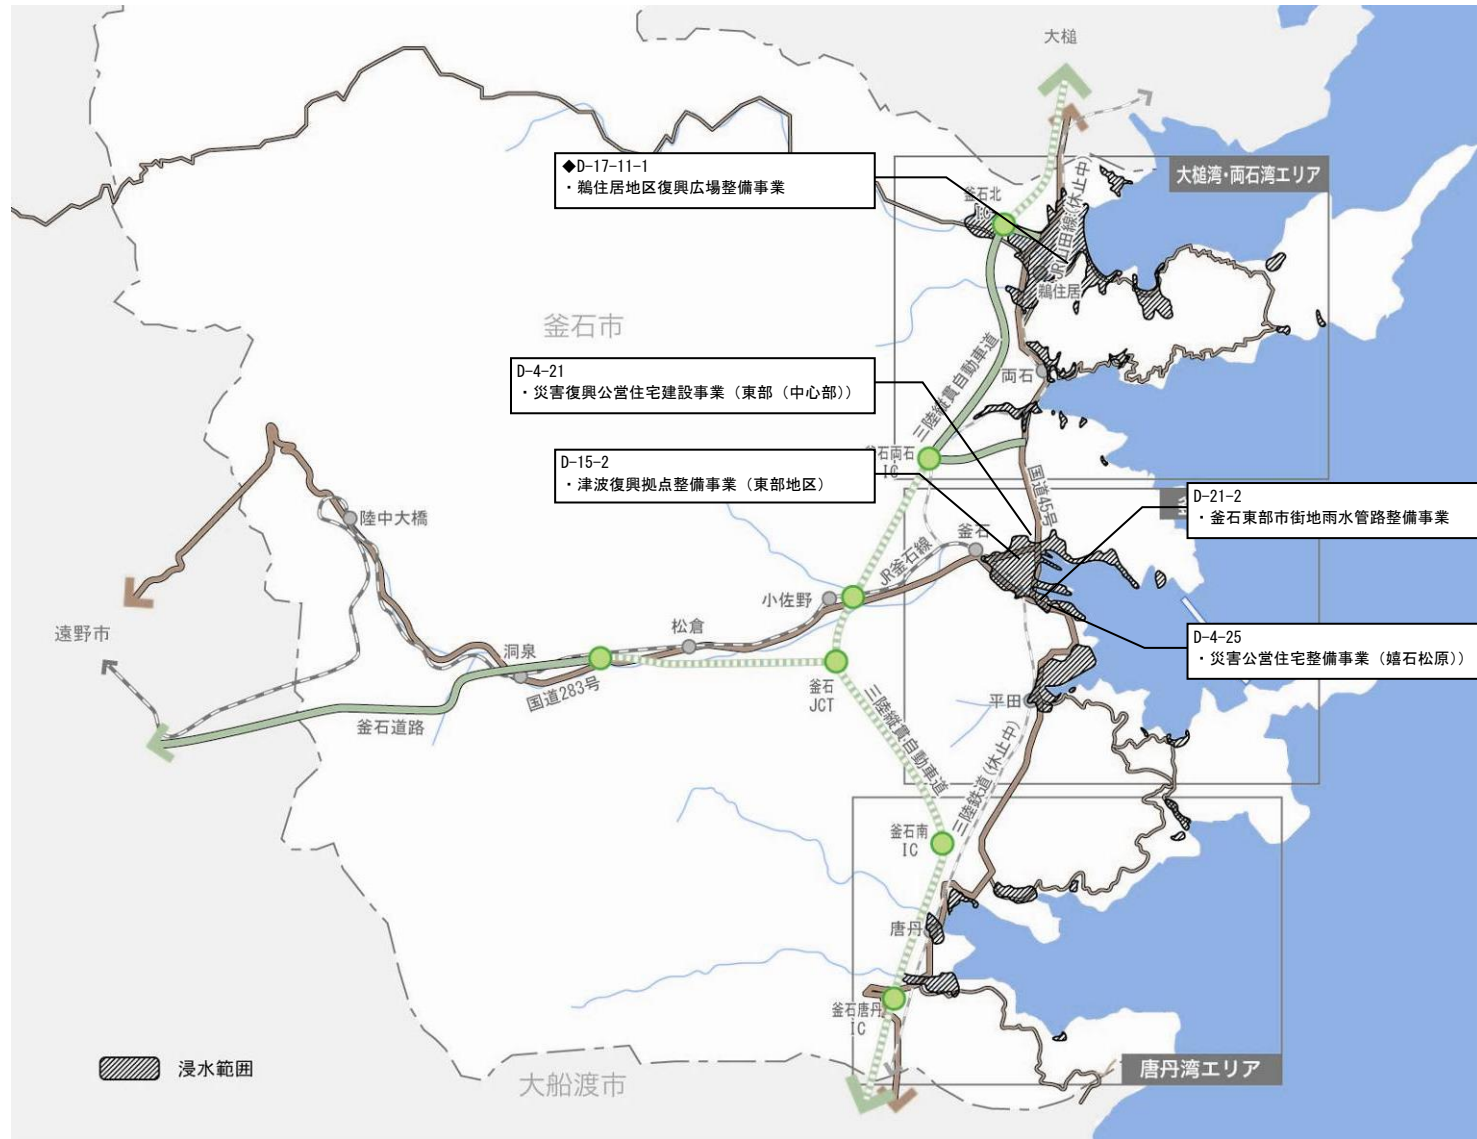 大槌
◆D-17-11-1
・鵜住居地区復興広場整備事業
大槌湾・両石湾エリア
釜石北
IC
JR山田線(休止中)
鵜住居
釜石市
三陸縦貫自動車道
両石
D-4-21
・災害復興公営住宅建設事業（東部（中心部））
釜石両石
IC
D-15-2
・津波復興拠点整備事業（東部地区）
国道45号
D-21-2
・釜石東部市街地雨水管路整備事業
陸中大橋
釜石
JR釜石線
小佐野
遠野市
松倉
洞泉
D-4-25
・災害公営住宅整備事業（嬉石松原））
国道283号
釜石
JCT
平田
釜石道路
三陸縦貫自動車道
三陸鉄道(休止中)
釜石南
IC
唐丹
釜石唐丹
IC
浸水範囲
大船渡市
唐丹湾エリア